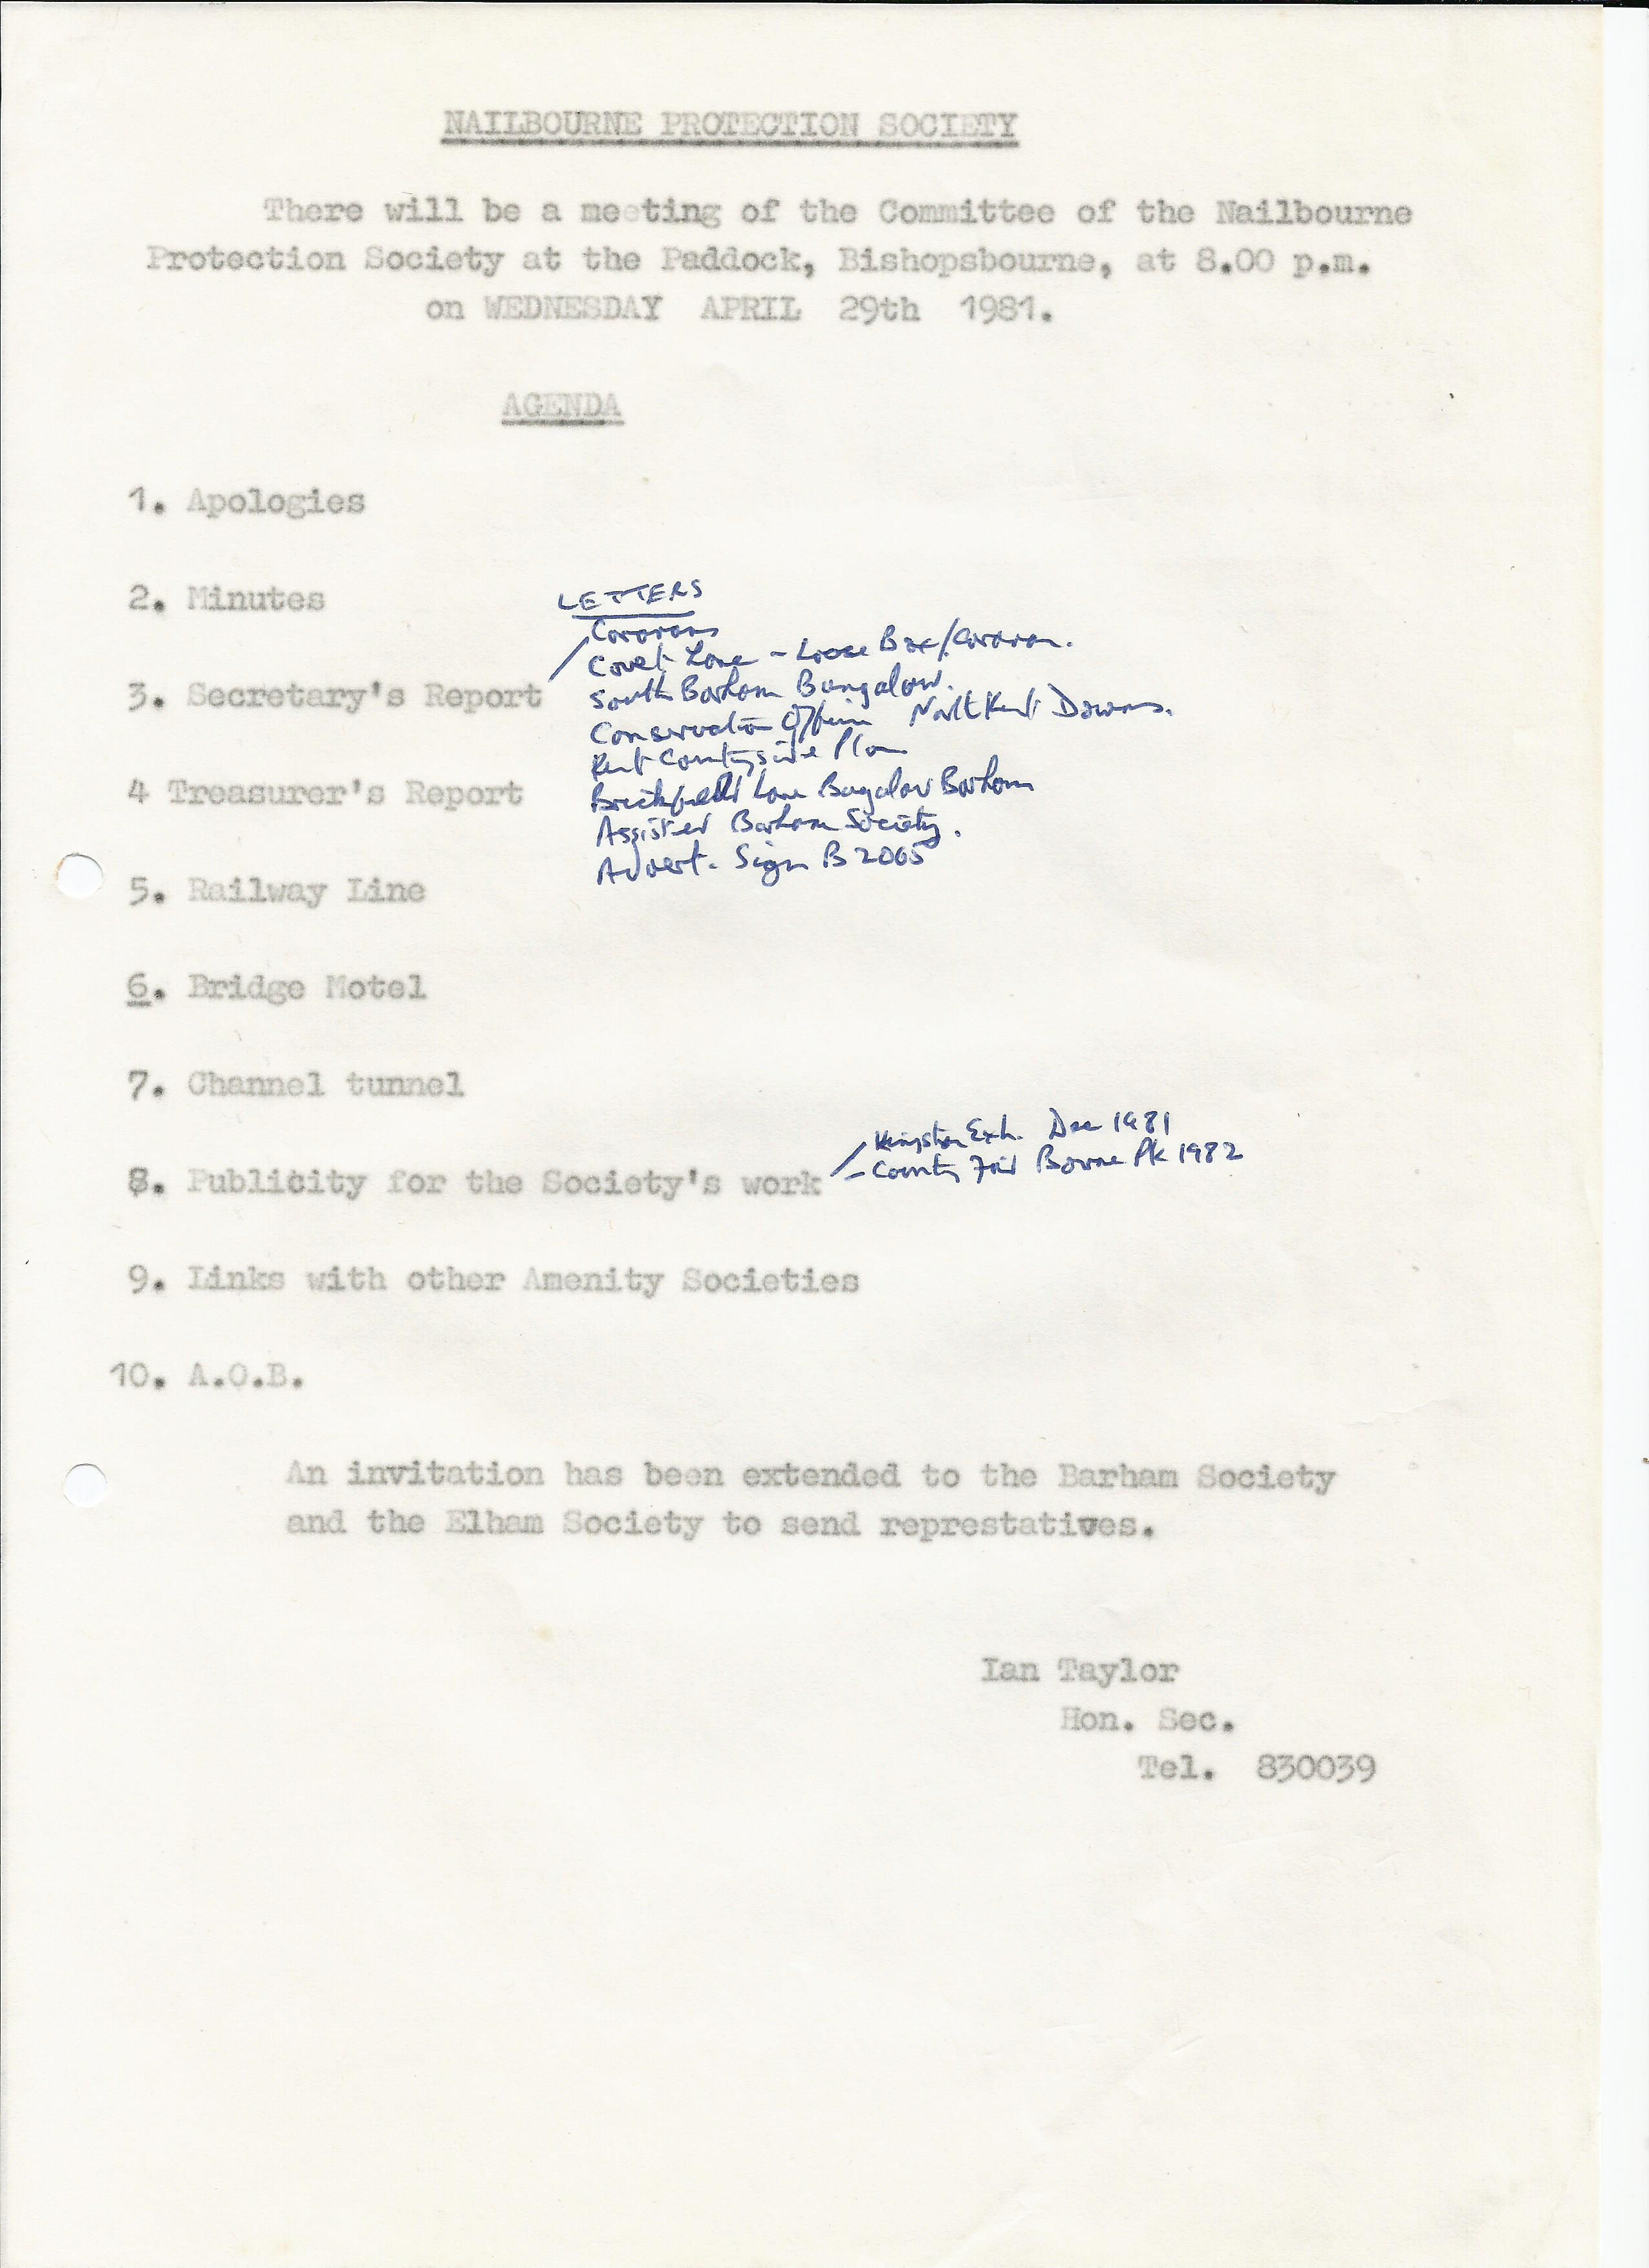 NAILBOURNE PROTECTION SOCIETY
There will be a meeting of the Committee of the Nailbourne
Protection Society at the Paddock, Bishopsbourne, at 8.00 p.m.
on WEDNESDAY APRIL 29th 1981.
AGENDA
1. Apologies
2. Minutes
LETTERS
Caravans
Covet Lane - Loose Box/Caravan.
3. Secretary's Report
South Barham Bungalow.
Conservation Officer North Kent Downs.
Kent Countryside Plan
4 Treasurer's Report
Brickfield Lane Bungalow Barham
Assisted Barham Society.
Advert. Sign B2065
5. Railway Line
6. Bridge Motel
7. Channel tunnel
Kingston Exh. Dec 1981
8. Publicity for the Society's work
- County Fair Bourne Pk 1982
9. Links with other Amenity Societies
10. A.O.B.
An invitation has been extended to the Barham Society
and the Elham Society to send represtatives.
Ian Taylor
Hon. Sec.
Tel. 830039